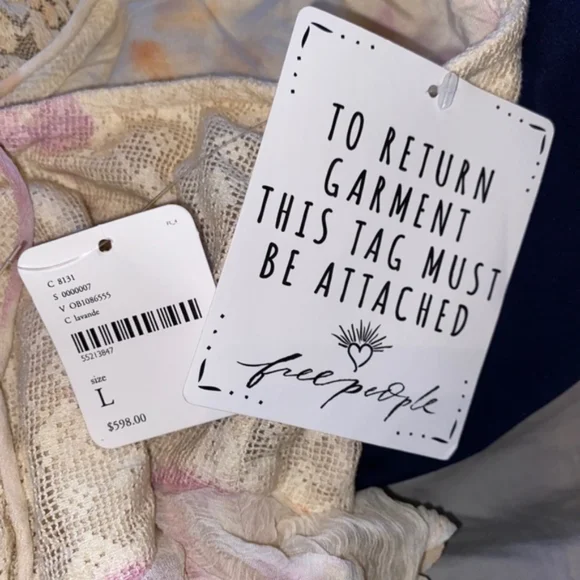 C 8131
S 0000007
V OB1086555
C lavande
55213847
size
L
$598.00
TO RETURN
GARMENT
THIS TAG MUST
BE ATTACHED
free people